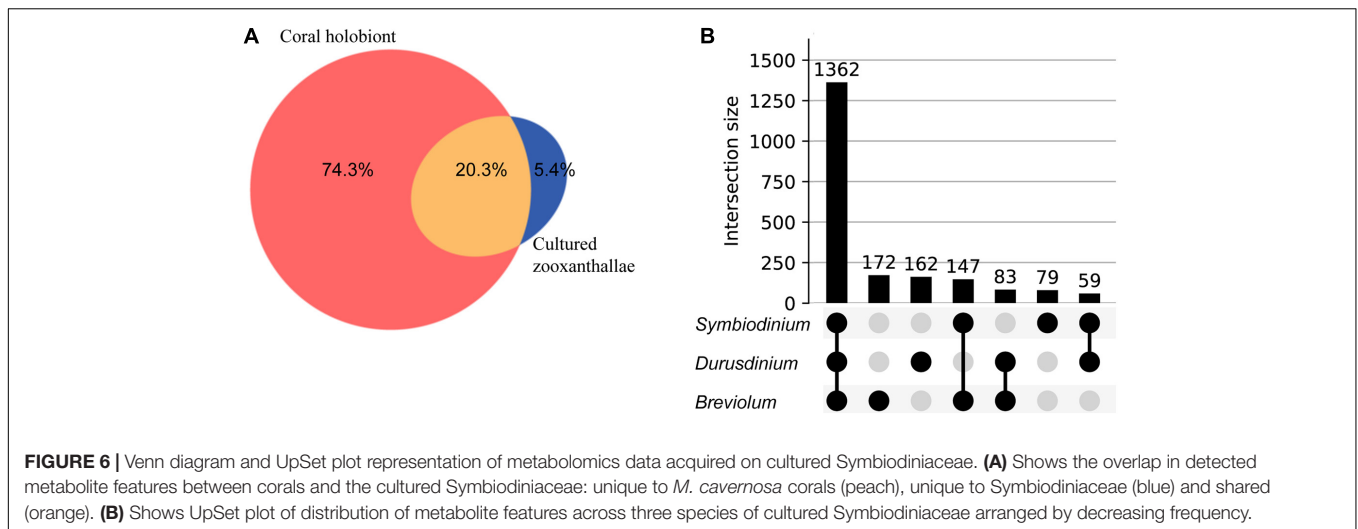 A
Coral holobiont
74.3%
20.3%
5.4%
Cultured
zooxanthallae
B
Intersection size
1500
1250
1000
750
500
250
0
1362
172
162
147
83
79
59
Symbiodinium
Durusdinium
Breviolum
FIGURE 6 | Venn diagram and UpSet plot representation of metabolomics data acquired on cultured Symbiodiniaceae. (A) Shows the overlap in detected
metabolite features between corals and the cultured Symbiodiniaceae: unique to M. cavernosa corals (peach), unique to Symbiodiniaceae (blue) and shared
(orange). (B) Shows UpSet plot of distribution of metabolite features across three species of cultured Symbiodiniaceae arranged by decreasing frequency.